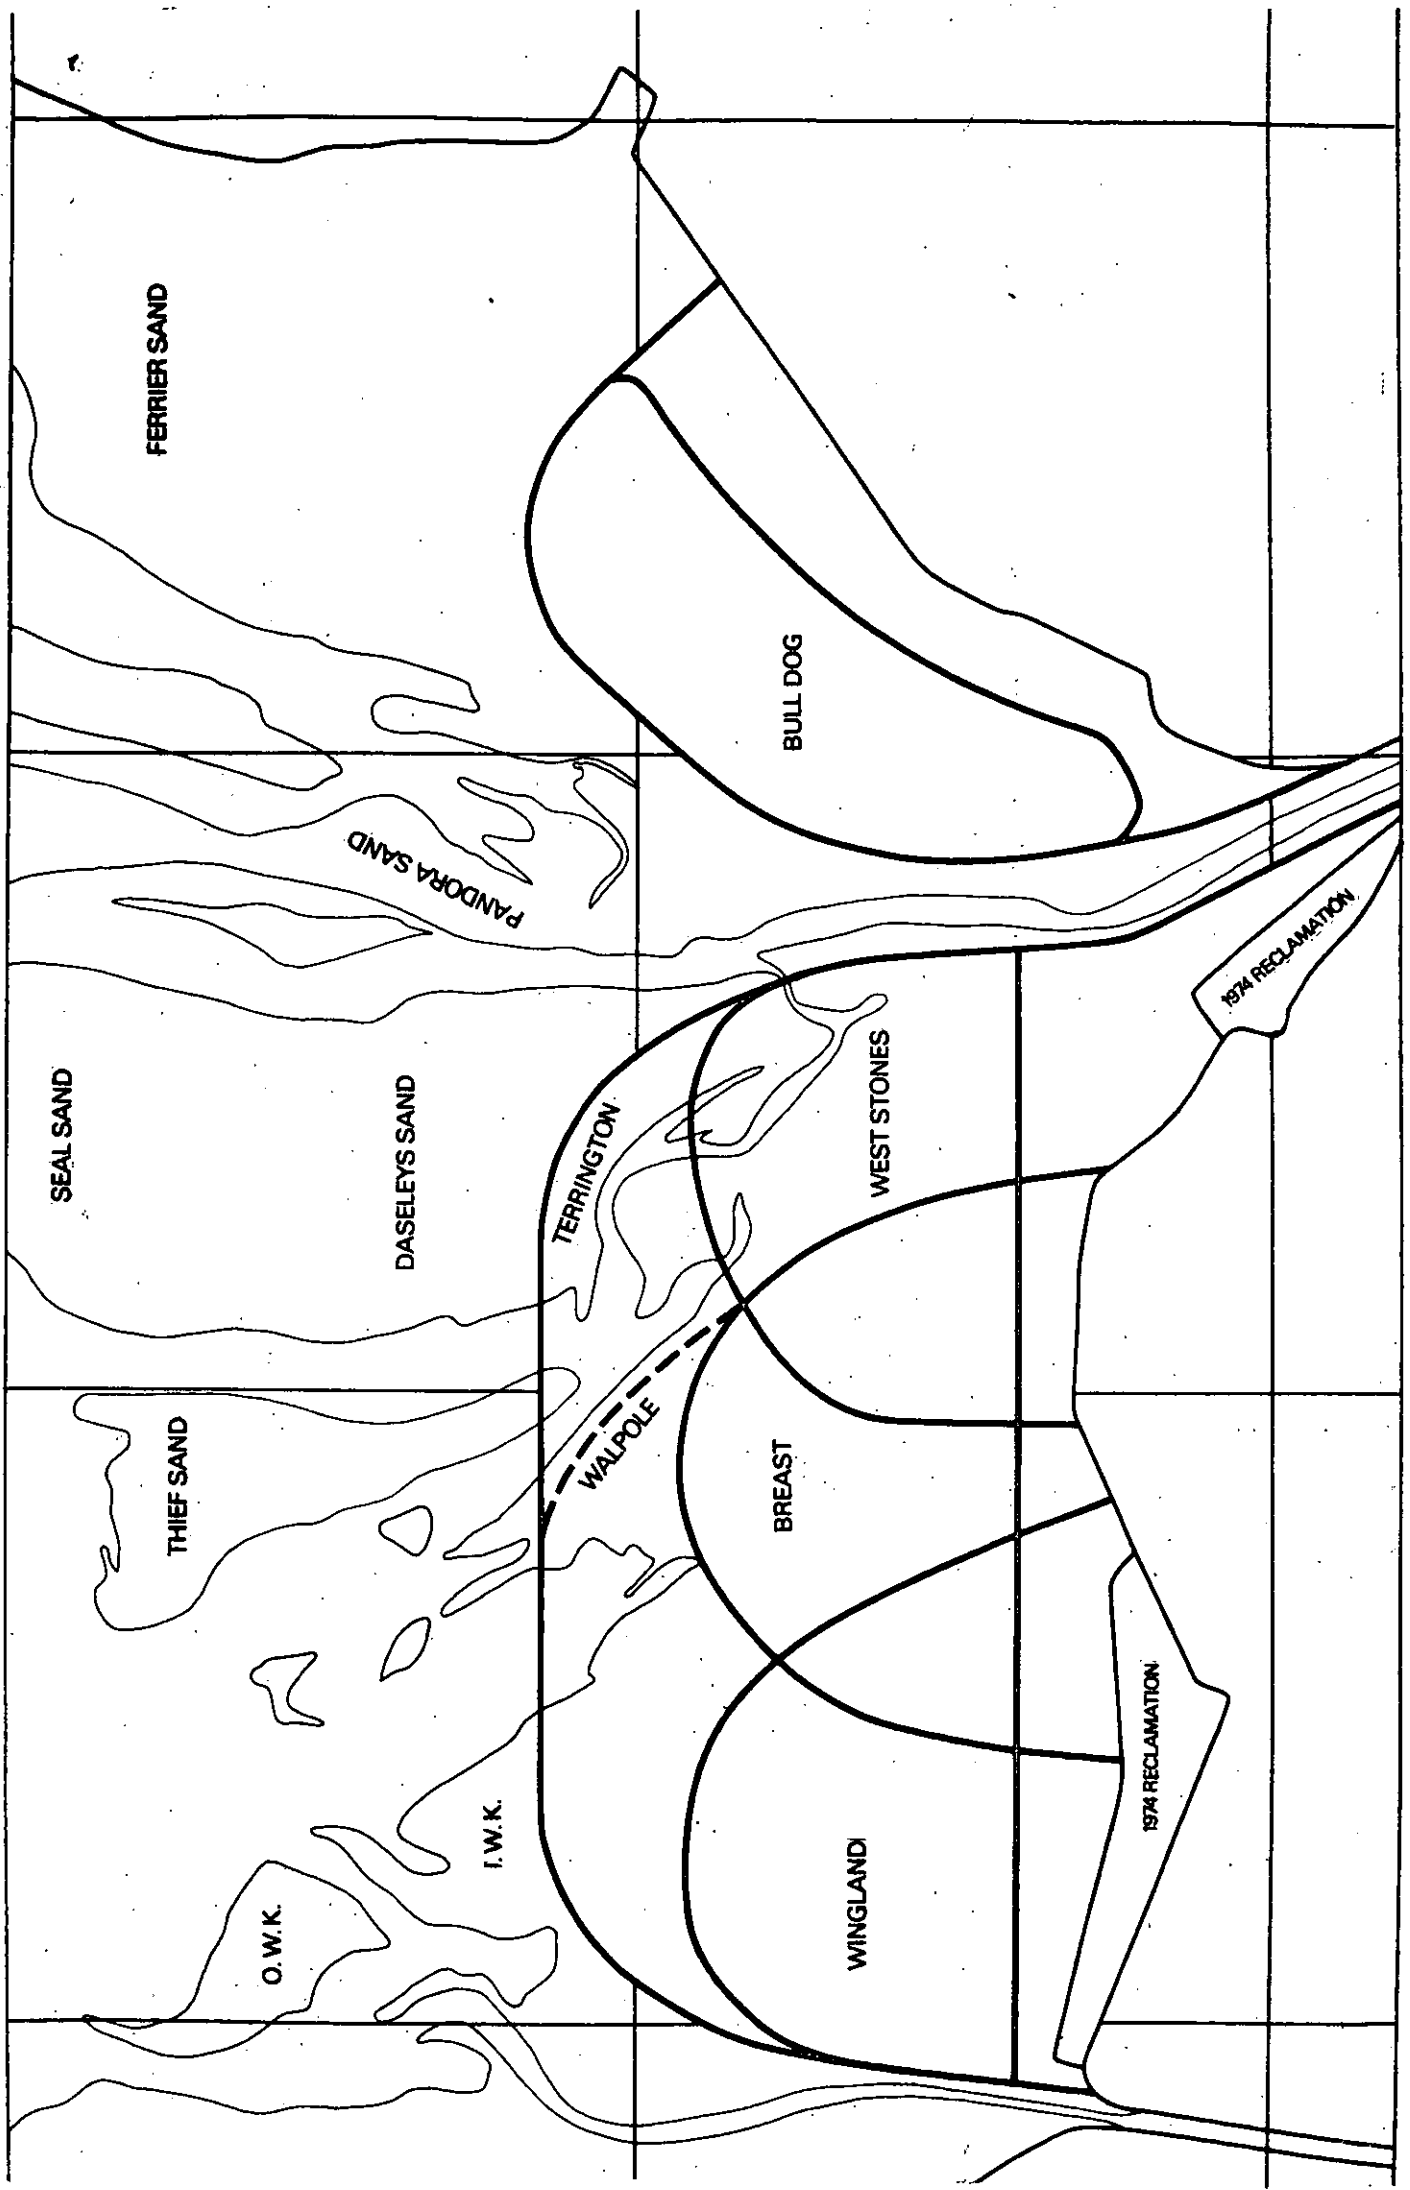 SEAL SAND
THIEF SAND
FERRIER SAND
O.W.K.
DASELEYS SAND
PANDORA SAND
I.W.K.
TERRINGTON
WALPOLE
BREAST
BULL DOG
WINGLAND
WEST STONES
1974 RECLAMATION
1974 RECLAMATION